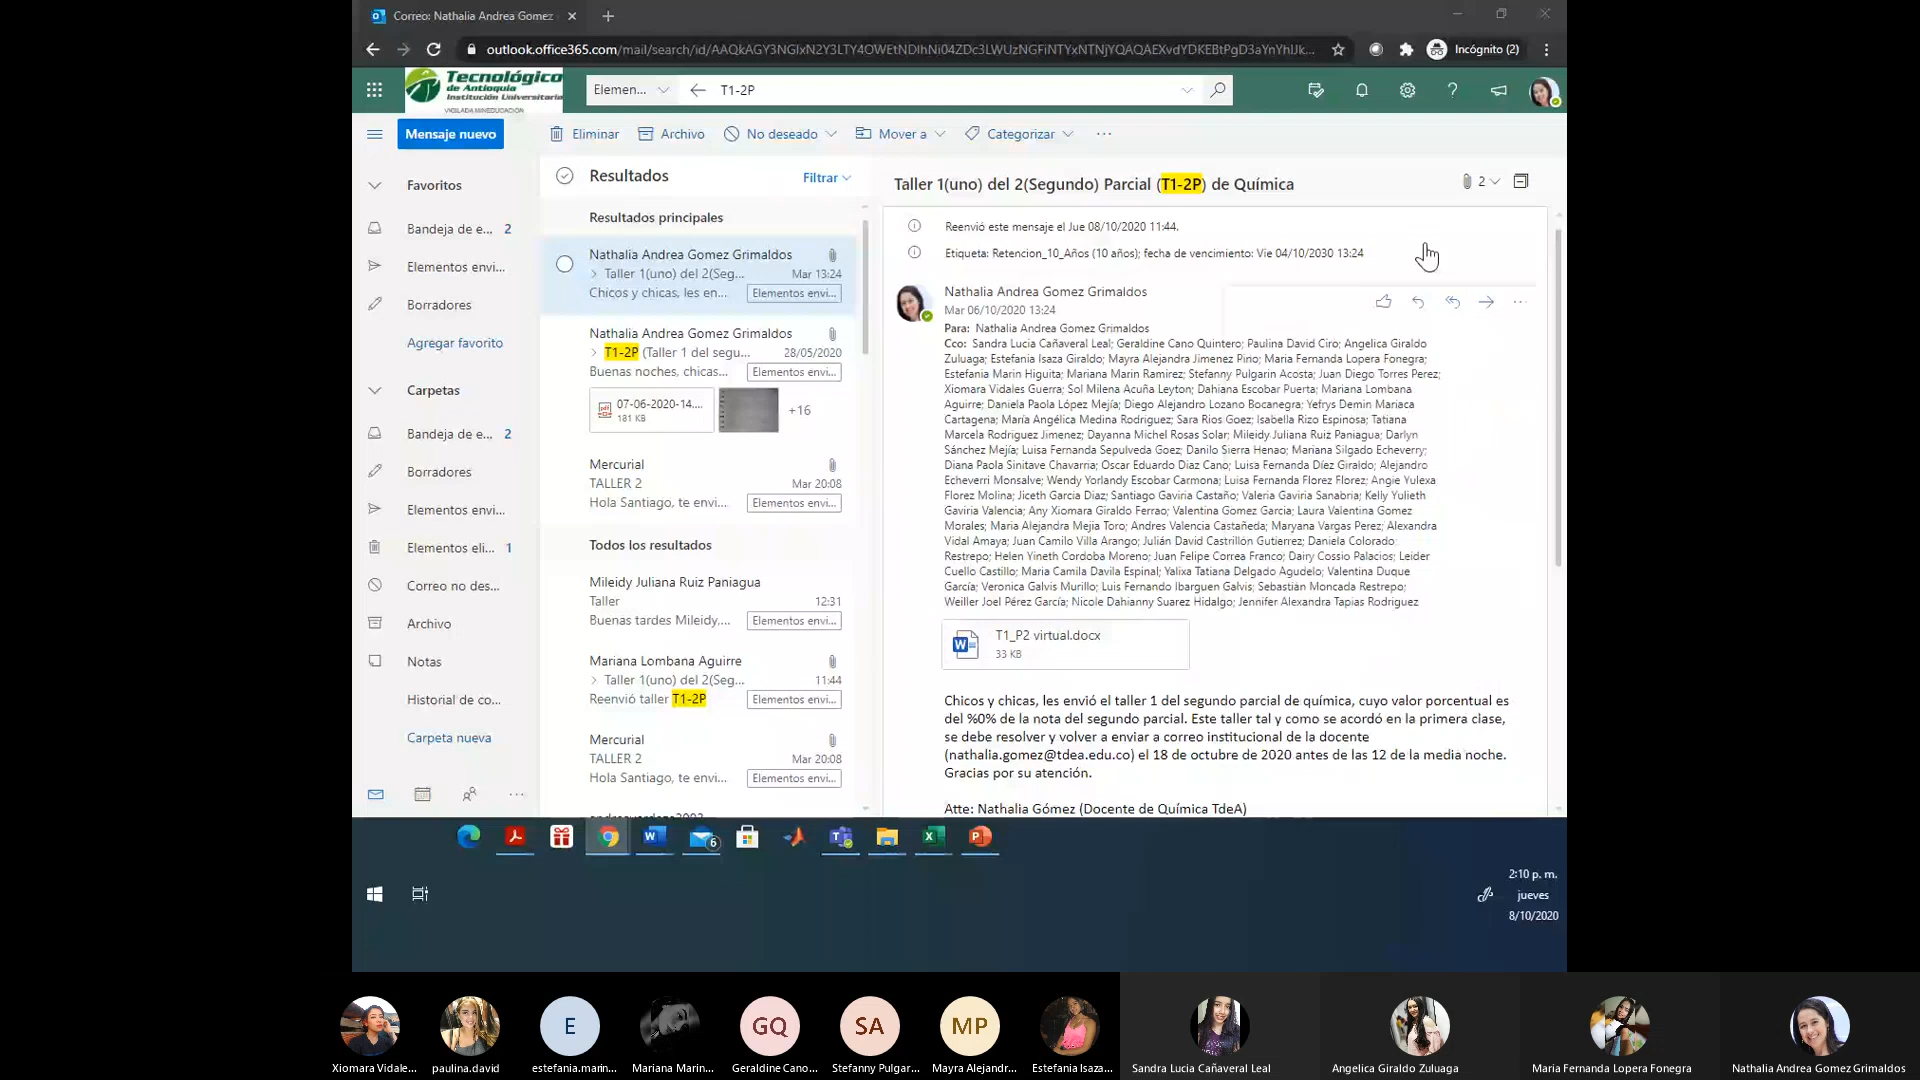 Correo: Nathalia Andrea Gomez
outlook.office365.com/mail/search/id/
Incógnito (2)
Tecnológico
de Antioquia
Institución Universitaria
VIGILADA MINEDUCACIÓN
Elemen...
T1-2P
Mensaje nuevo
Eliminar
Archivo
No deseado
Mover a
Categorizar
Favoritos
Bandeja de e... 2
Elementos envi...
Borradores
Agregar favorito
Carpetas
Bandeja de e... 2
Borradores
Elementos envi...
Elementos eli... 1
Correo no des...
Archivo
Notas
Historial de co...
Carpeta nueva
Resultados
Filtrar
Resultados principales
Nathalia Andrea Gomez Grimaldos
Taller 1(uno) del 2(Seg... Mar 13:24
Chicos y chicas, les en... Elementos envi...
Nathalia Andrea Gomez Grimaldos
T1-2P (Taller 1 del segu... 28/05/2020
Buenas noches, chicas... Elementos envi...
07-06-2020-14....
181 KB
+16
Mercurial
TALLER 2 Mar 20:08
Hola Santiago, te envi... Elementos envi...
Todos los resultados
Mileidy Juliana Ruiz Paniagua
Taller 12:31
Buenas tardes Mileidy,... Elementos envi...
Mariana Lombana Aguirre
Taller 1(uno) del 2(Seg... 11:44
Reenvió taller T1-2P Elementos envi...
Mercurial
TALLER 2 Mar 20:08
Hola Santiago, te envi... Elementos envi...
Taller 1(uno) del 2(Segundo) Parcial (T1-2P) de Química
2
Reenvió este mensaje el Jue 08/10/2020 11:44.
Etiqueta: Retencion_10_Años (10 años); fecha de vencimiento: Vie 04/10/2030 13:24
Nathalia Andrea Gomez Grimaldos
Mar 06/10/2020 13:24
Para: Nathalia Andrea Gomez Grimaldos
Cco: Sandra Lucia Cañaveral Leal; Geraldine Cano Quintero; Paulina David Ciro; Angelica Giraldo
Zuluaga; Estefania Isaza Giraldo; Mayra Alejandra Jimenez Pino; Maria Fernanda Lopera Fonegra;
Estefania Marin Higuita; Mariana Marin Ramirez; Stefanny Pulgarin Acosta; Juan Diego Torres Perez;
Xiomara Vidales Guerra; Sol Milena Acuña Leyton; Dahiana Escobar Puerta; Mariana Lombana
Aguirre; Daniela Paola López Mejía; Diego Alejandro Lozano Bocanegra; Yefrys Demin Mariaca
Cartagena; María Angélica Medina Rodriguez; Sara Rios Goez; Isabella Rizo Espinosa; Tatiana
Marcela Rodriguez Jimenez; Dayanna Michel Rosas Solar; Mileidy Juliana Ruiz Paniagua; Darlyn
Sánchez Mejía; Luisa Fernanda Sepulveda Goez; Danilo Sierra Henao; Mariana Silgado Echeverry;
Diana Paola Sinitave Chavarria; Oscar Eduardo Diaz Cano; Luisa Fernanda Díez Giraldo; Alejandro
Echeverri Monsalve; Wendy Yorlandy Escobar Carmona; Luisa Fernanda Florez Florez; Angie Yulexa
Florez Molina; Jiceth Garcia Diaz; Santiago Gaviria Castaño; Valeria Gaviria Sanabria; Kelly Yulieth
Gaviria Valencia; Any Xiomara Giraldo Ferrao; Valentina Gomez Garcia; Laura Valentina Gomez
Morales; Maria Alejandra Mejia Toro; Andres Valencia Castañeda; Maryana Vargas Perez; Alexandra
Vidal Amaya; Juan Camilo Villa Arango; Julián David Castrillón Gutierrez; Daniela Colorado
Restrepo; Helen Yineth Cordoba Moreno; Juan Felipe Correa Franco; Dairy Cossio Palacios; Leider
Cuello Castillo; Maria Camila Davila Espinal; Yalixa Tatiana Delgado Agudelo; Valentina Duque
García; Veronica Galvis Murillo; Luis Fernando Ibarguen Galvis; Sebastián Moncada Restrepo;
Weiller Joel Pérez García; Nicole Dahianny Suarez Hidalgo; Jennifer Alexandra Tapias Rodriguez
T1_P2 virtual.docx
33 KB
Chicos y chicas, les envió el taller 1 del segundo parcial de química, cuyo valor porcentual es
del %0% de la nota del segundo parcial. Este taller tal y como se acordó en la primera clase,
se debe resolver y volver a enviar a correo institucional de la docente
(nathalia.gomez@tdea.edu.co) el 18 de octubre de 2020 antes de las 12 de la media noche.
Gracias por su atención.
Atte: Nathalia Gómez (Docente de Química TdeA)
6
2:10 p. m.
jueves
8/10/2020
E
GQ
SA
MP
Xiomara Vidale...
paulina.david
estefania.marin...
Mariana Marin...
Geraldine Cano...
Stefanny Pulgar...
Mayra Alejandr...
Estefania Isaza...
Sandra Lucia Cañaveral Leal
Angelica Giraldo Zuluaga
Maria Fernanda Lopera Fonegra
Nathalia Andrea Gomez Grimaldos